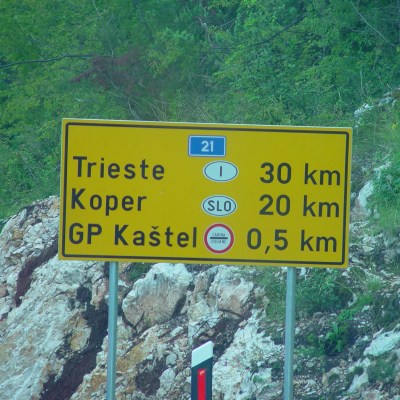 21
Trieste I 30 km
Koper SLO 20 km
GP Kaštel 0,5 km